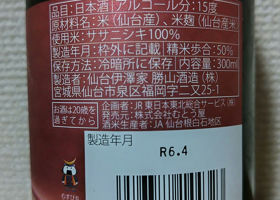 品目:日本酒 アルコール分:15度
原材料名:米(仙台産)、米麹(仙台産米)
使用米:ササニシキ100%
製造年月:枠外に記載 精米歩合:50%
保存方法:冷暗所に保存 内容量:300ml
製造者:仙台伊澤家 勝山酒造(株)
宮城県仙台市泉区福岡字二又25-1
お酒は20歳を
過ぎてから
企画者:JR東日本東北総合サービス(株)
発売元:株式会社むとう屋
酒米生産者:JA 仙台根白石地区
製造年月
R6.4
むすび丸